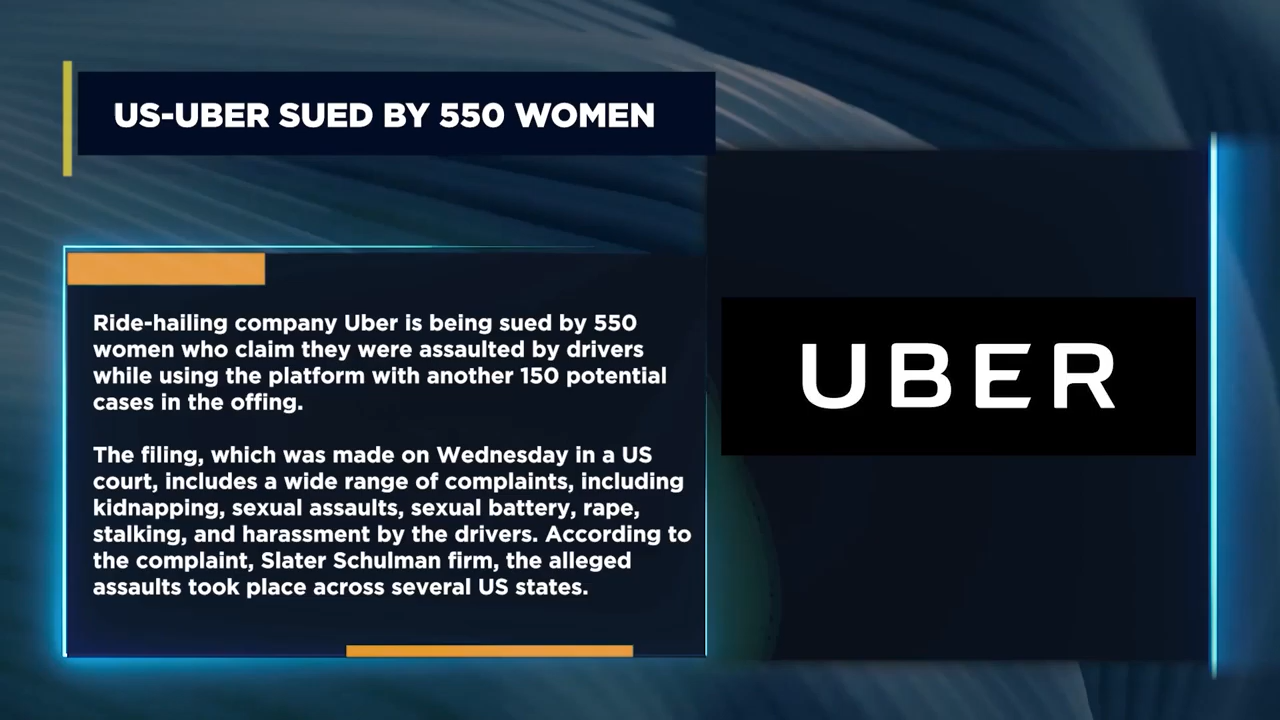 US-UBER SUED BY 550 WOMEN
Ride-hailing company Uber is being sued by 550
women who claim they were assaulted by drivers
while using the platform with another 150 potential
cases in the offing.
The filing, which was made on Wednesday in a US
court, includes a wide range of complaints, including
kidnapping, sexual assaults, sexual battery, rape,
stalking, and harassment by the drivers. According to
the complaint, Slater Schulman firm, the alleged
assaults took place across several US states.
UBER